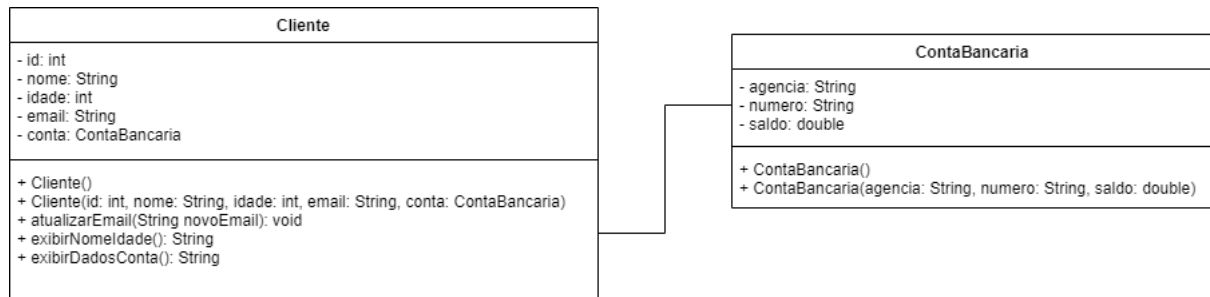 Cliente
- id: int
- nome: String
- idade: int
- email: String
- conta: ContaBancaria
+ Cliente()
+ Cliente(id: int, nome: String, idade: int, email: String, conta: ContaBancaria)
+ atualizarEmail(String novoEmail): void
+ exibirNomeIdade(): String
+ exibirDadosConta(): String
ContaBancaria
- agencia: String
- numero: String
- saldo: double
+ ContaBancaria()
+ ContaBancaria(agencia: String, numero: String, saldo: double)